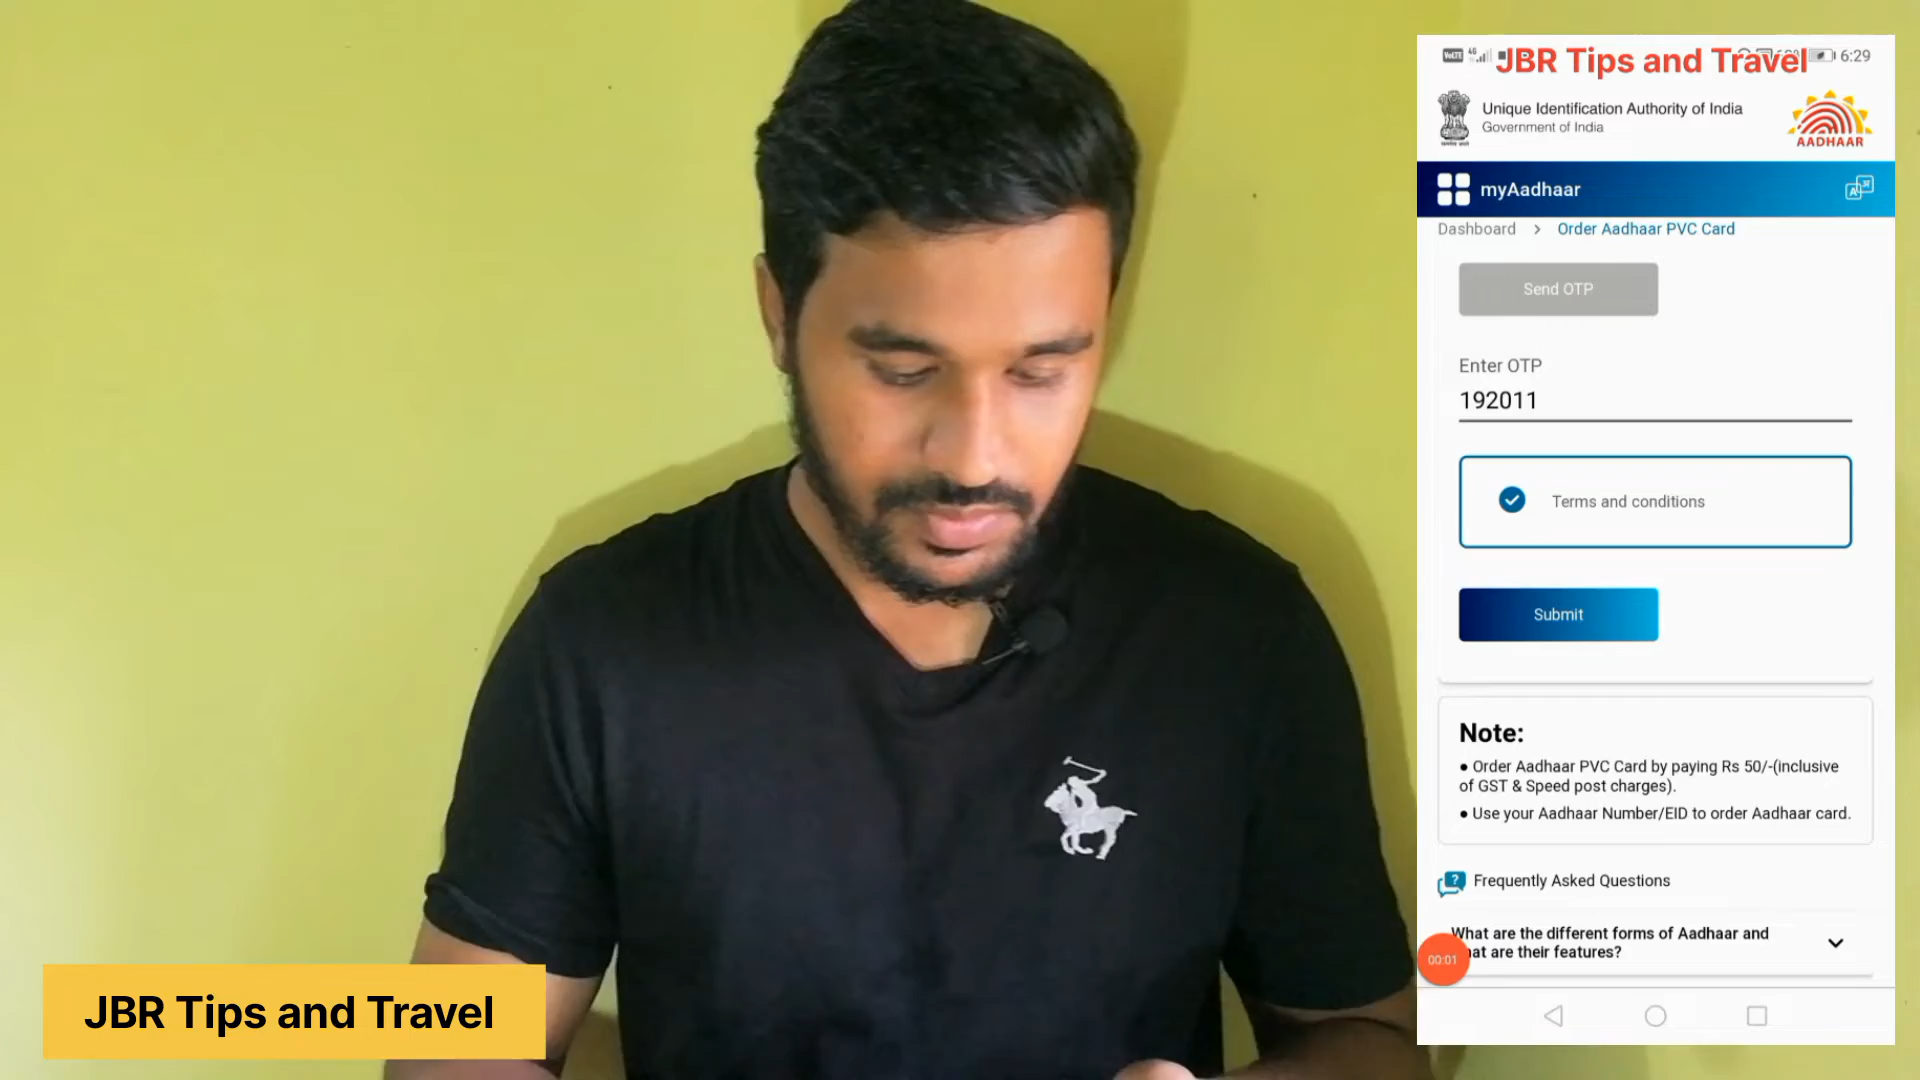 JBR Tips and Travel
6:29
Unique Identification Authority of India
Government of India
AADHAAR
myAadhaar
Dashboard > Order Aadhaar PVC Card
Send OTP
Enter OTP
192011
Terms and conditions
Submit
Note:
● Order Aadhaar PVC Card by paying Rs 50/-(inclusive
of GST & Speed post charges).
● Use your Aadhaar Number/EID to order Aadhaar card.
Frequently Asked Questions
What are the different forms of Aadhaar and
are their features?
00:01
JBR Tips and Travel